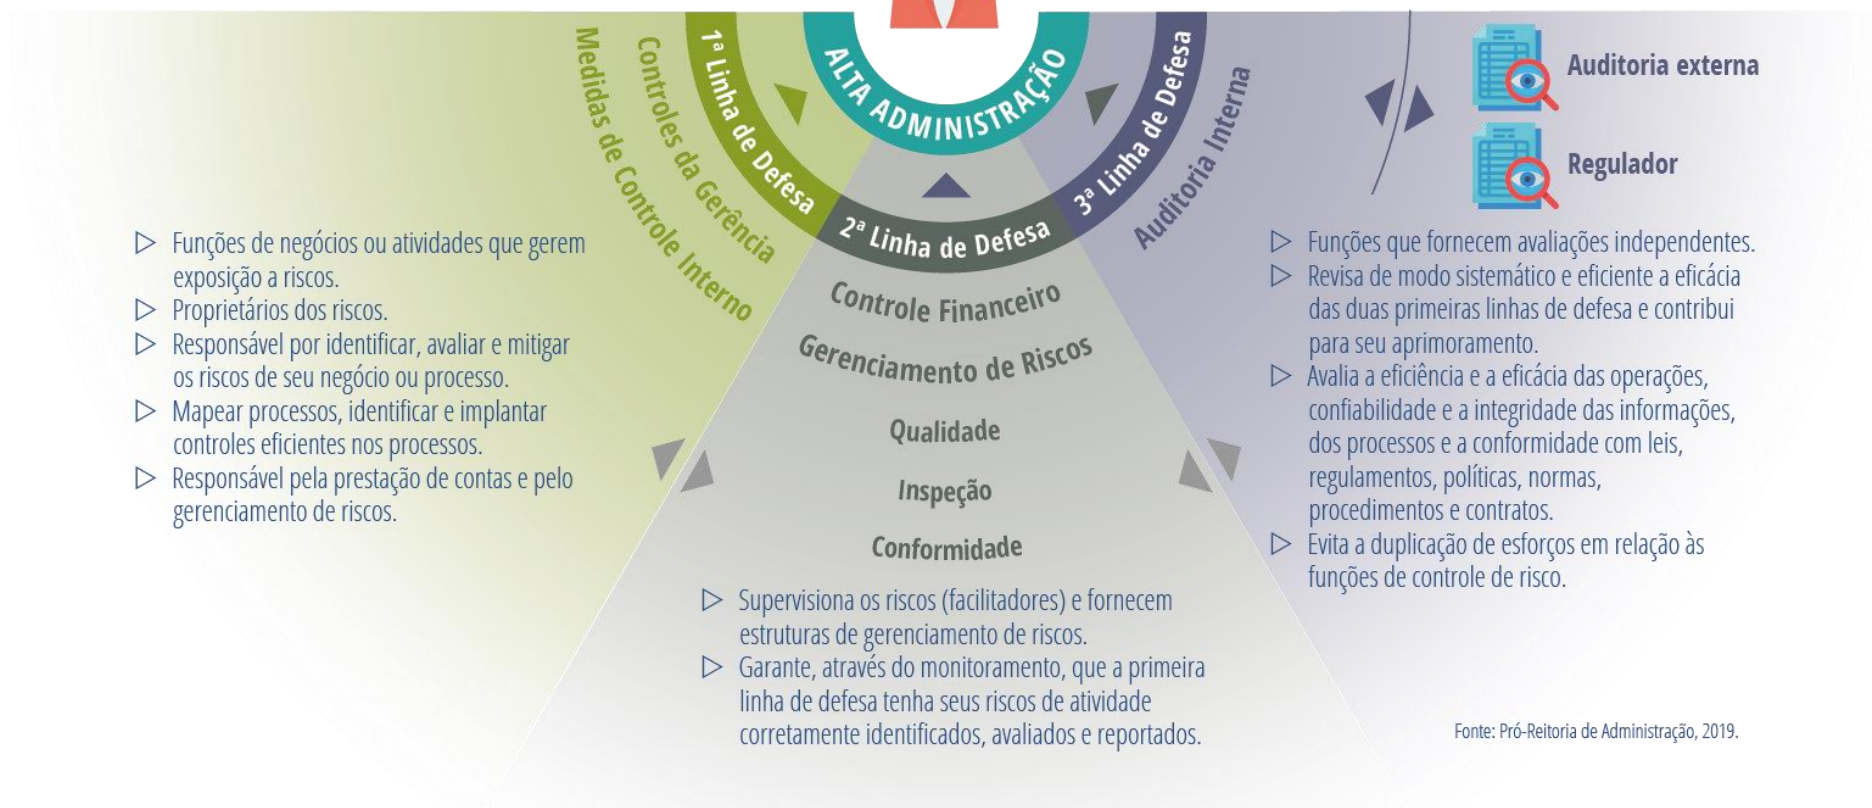 ALTA ADMINISTRAÇÃO
1ª Linha de Defesa
Controles da Gerência
Medidas de Controle Interno
▷ Funções de negócios ou atividades que gerem
exposição a riscos.
▷ Proprietários dos riscos.
▷ Responsável por identificar, avaliar e mitigar
os riscos de seu negócio ou processo.
▷ Mapear processos, identificar e implantar
controles eficientes nos processos.
▷ Responsável pela prestação de contas e pelo
gerenciamento de riscos.
2ª Linha de Defesa
Controle Financeiro
Gerenciamento de Riscos
Qualidade
Inspeção
Conformidade
▷ Supervisiona os riscos (facilitadores) e fornecem
estruturas de gerenciamento de riscos.
▷ Garante, através do monitoramento, que a primeira
linha de defesa tenha seus riscos de atividade
corretamente identificados, avaliados e reportados.
3ª Linha de Defesa
Auditoria Interna
Auditoria externa
Regulador
▷ Funções que fornecem avaliações independentes.
▷ Revisa de modo sistemático e eficiente a eficácia
das duas primeiras linhas de defesa e contribui
para seu aprimoramento.
▷ Avalia a eficiência e a eficácia das operações,
confiabilidade e a integridade das informações,
dos processos e a conformidade com leis,
regulamentos, políticas, normas,
procedimentos e contratos.
▷ Evita a duplicação de esforços em relação às
funções de controle de risco.
Fonte: Pró-Reitoria de Administração, 2019.